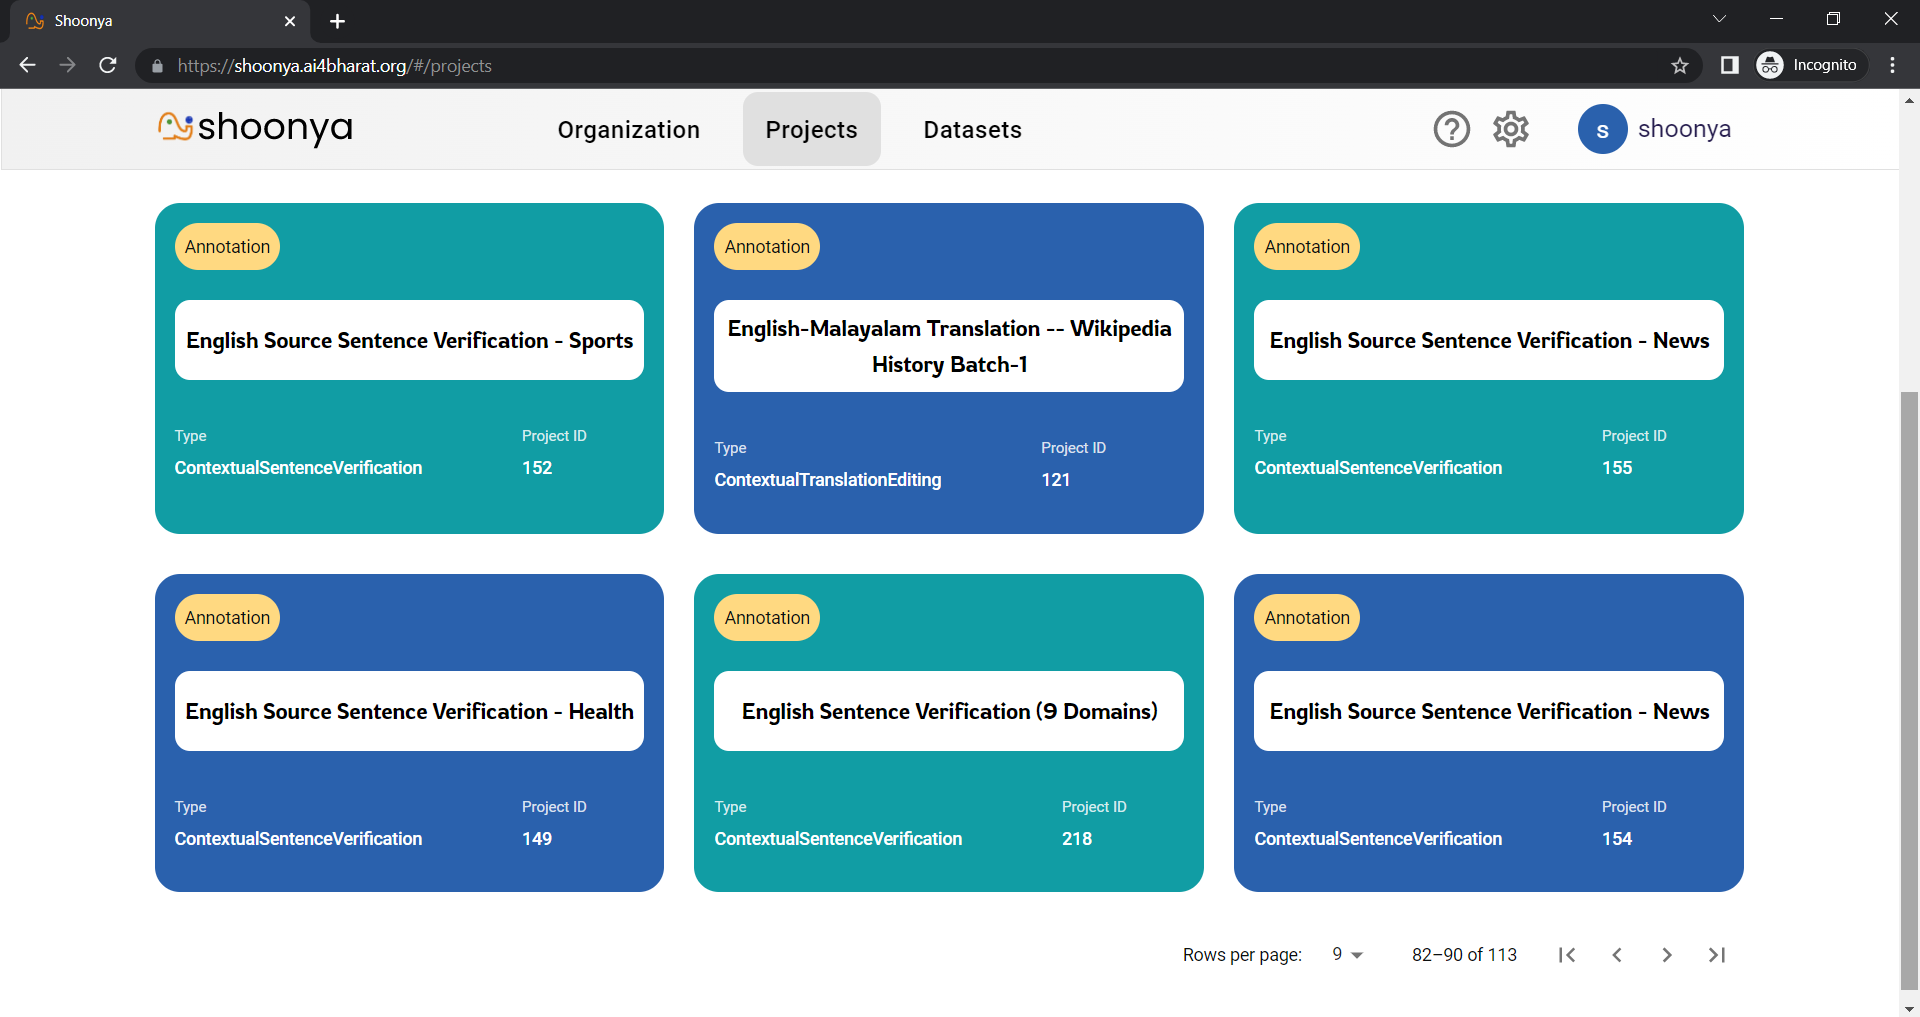 Shoonya
https://shoonya.ai4bharat.org/#/projects
Incognito
shoonya
Organization
Projects
Datasets
s
shoonya
Annotation
English Source Sentence Verification - Sports
Type
Project ID
ContextualSentenceVerification
152
Annotation
English-Malayalam Translation -- Wikipedia
History Batch-1
Type
Project ID
ContextualTranslationEditing
121
Annotation
English Source Sentence Verification - News
Type
Project ID
ContextualSentenceVerification
155
Annotation
English Source Sentence Verification - Health
Type
Project ID
ContextualSentenceVerification
149
Annotation
English Sentence Verification (9 Domains)
Type
Project ID
ContextualSentenceVerification
218
Annotation
English Source Sentence Verification - News
Type
Project ID
ContextualSentenceVerification
154
Rows per page:
9
82–90 of 113